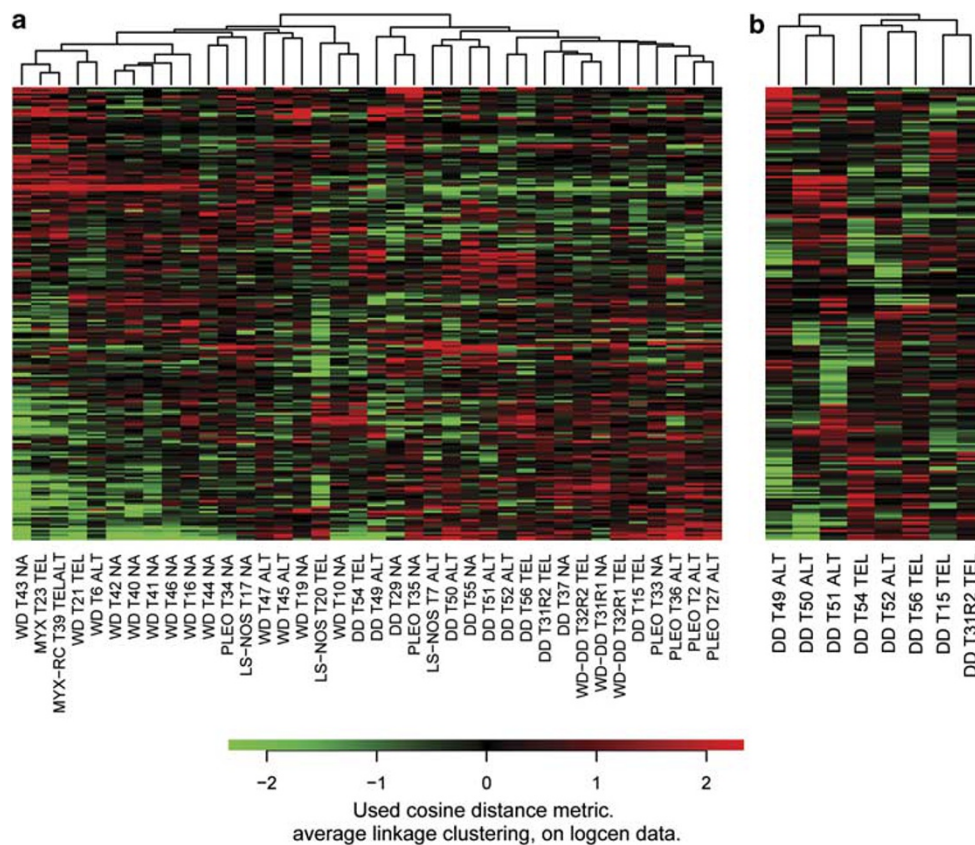 a
b
WD T43 NA
MYX T23 TEL
MYX-RC T39 TELALT
WD T21 TEL
WD T6 ALT
WD T42 NA
WD T40 NA
WD T41 NA
WD T46 NA
WD T16 NA
WD T44 NA
PLEO T34 NA
LS-NOS T17 NA
WD T47 ALT
WD T45 ALT
WD T19 NA
LS-NOS T20 TEL
WD T10 NA
DD T54 TEL
DD T49 ALT
DD T29 NA
PLEO T35 NA
LS-NOS T7 ALT
DD T50 ALT
DD T55 NA
DD T51 ALT
DD T52 ALT
DD T56 TEL
DD T31R2 TEL
DD T37 NA
WD-DD T32R2 TEL
WD-DD T31R1 NA
WD-DD T32R1 TEL
DD T15 TEL
PLEO T33 NA
PLEO T36 ALT
PLEO T2 ALT
PLEO T27 ALT
DD T49 ALT
DD T50 ALT
DD T51 ALT
DD T54 TEL
DD T52 ALT
DD T56 TEL
DD T15 TEL
DD T31R2 TEL
−2 −1 0 1 2
Used cosine distance metric.
average linkage clustering, on logcen data.